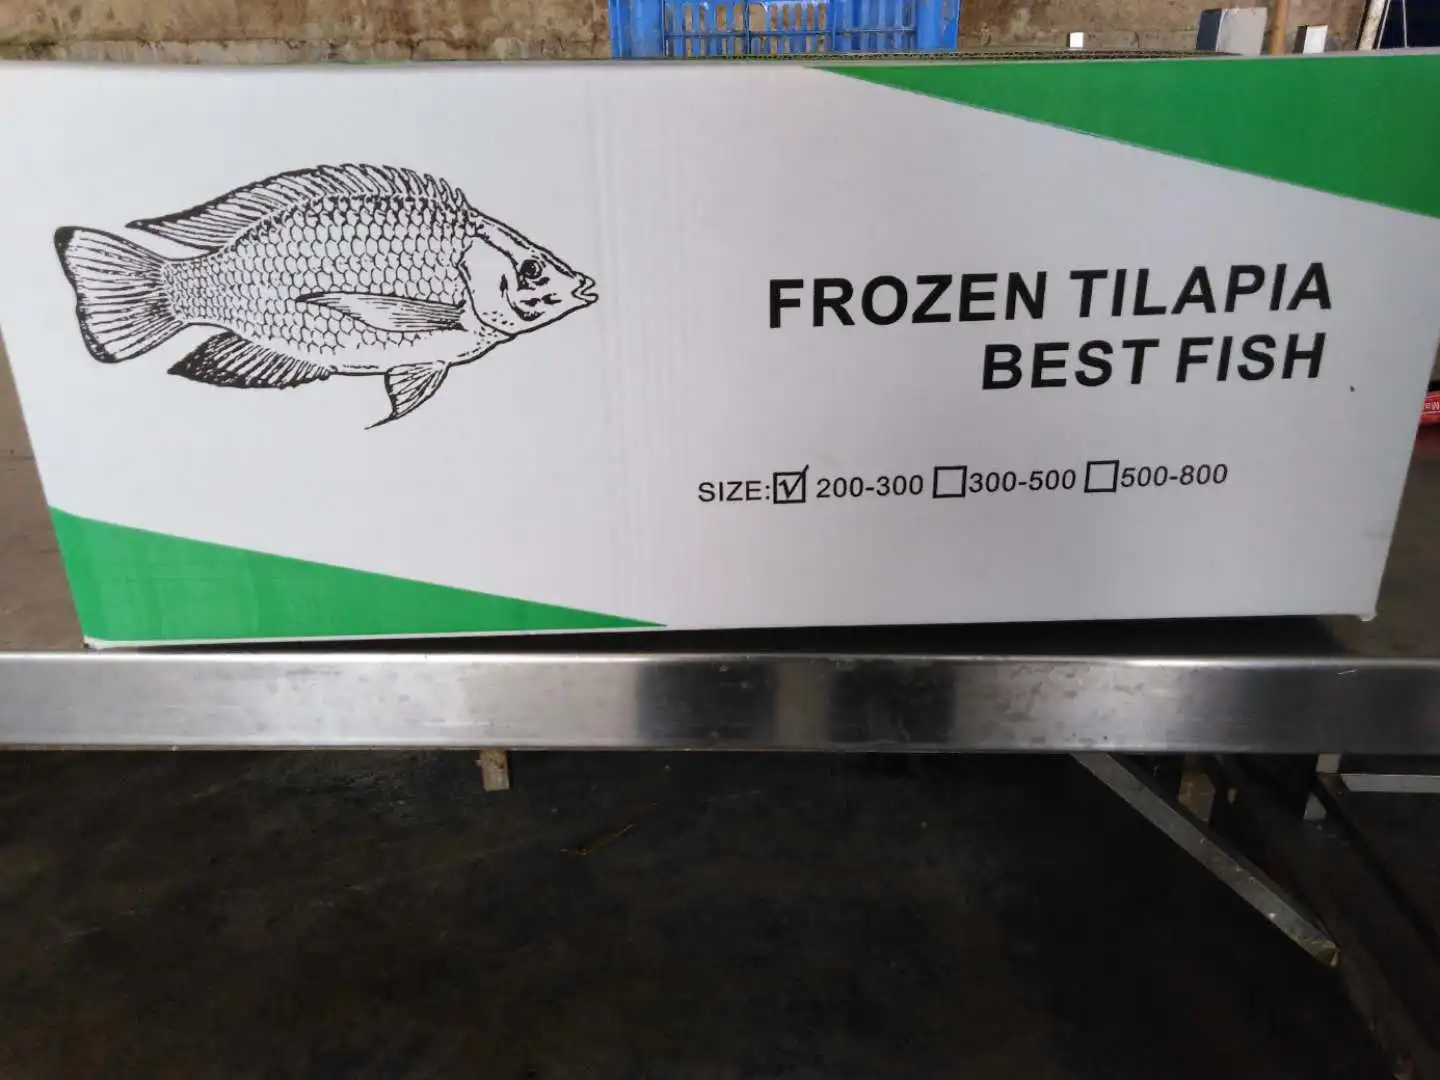 FROZEN TILAPIA
BEST FISH
SIZE:☑ 200-300 ☐300-500 ☐500-800